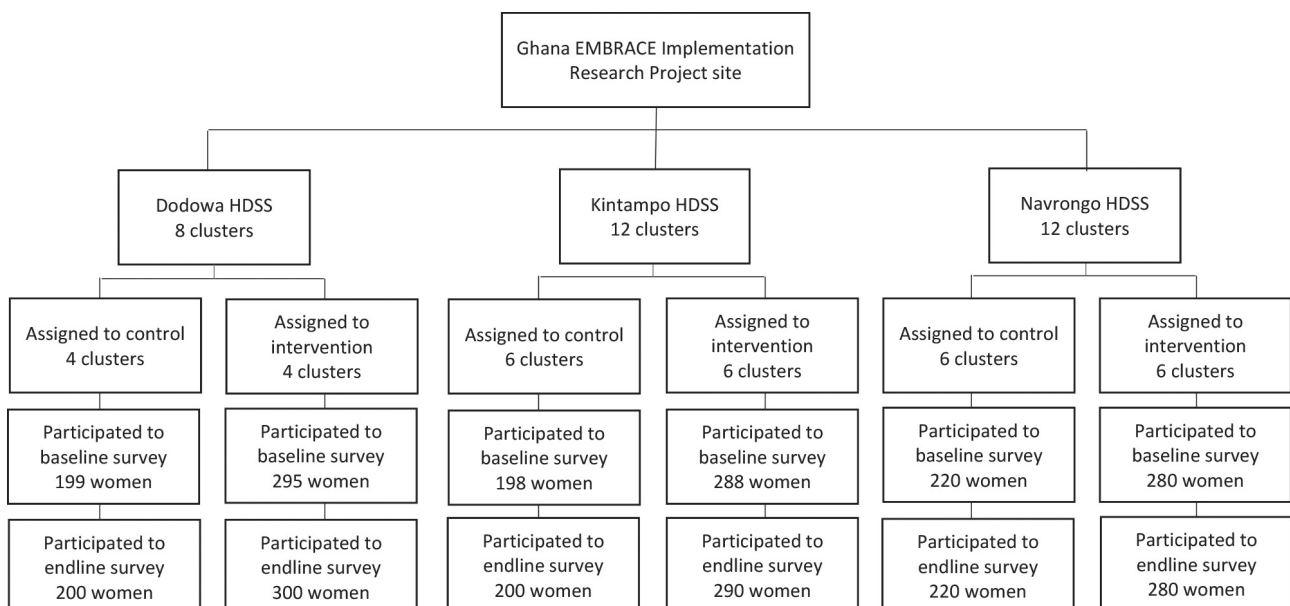 Ghana EMBRACE Implementation
Research Project site
Dodowa HDSS
8 clusters
Kintampo HDSS
12 clusters
Navrongo HDSS
12 clusters
Assigned to control
4 clusters
Assigned to
intervention
4 clusters
Assigned to control
6 clusters
Assigned to
intervention
6 clusters
Assigned to control
6 clusters
Assigned to
intervention
6 clusters
Participated to
baseline survey
199 women
Participated to
baseline survey
295 women
Participated to
baseline survey
198 women
Participated to
baseline survey
288 women
Participated to
baseline survey
220 women
Participated to
baseline survey
280 women
Participated to
endline survey
200 women
Participated to
endline survey
300 women
Participated to
endline survey
200 women
Participated to
endline survey
290 women
Participated to
endline survey
220 women
Participated to
endline survey
280 women